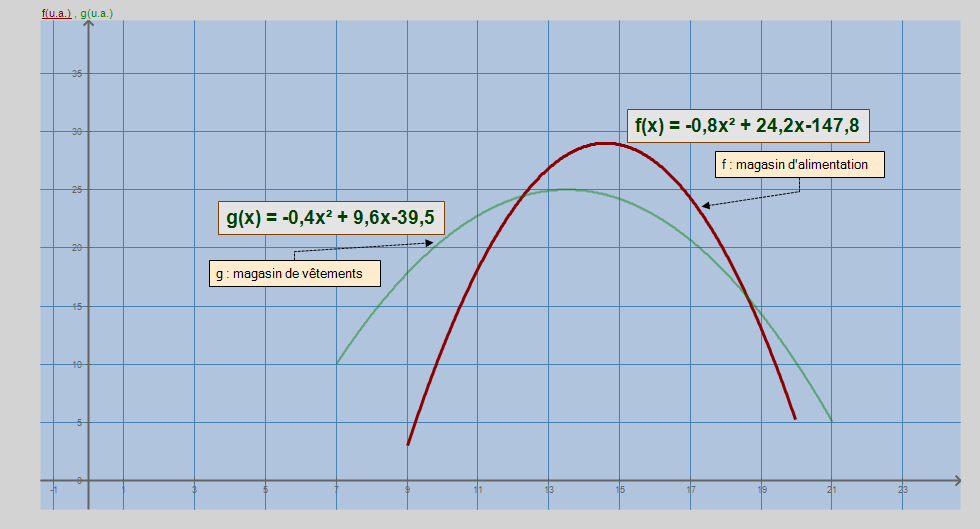 f(u.a.) , g(u.a.)
35
30
f(x) = -0,8x² + 24,2x-147,8
f : magasin d'alimentation
25
g(x) = -0,4x² + 9,6x-39,5
20
g : magasin de vêtements
15
10
5
0
-1 1 3 5 7 9 11 13 15 17 19 21 23